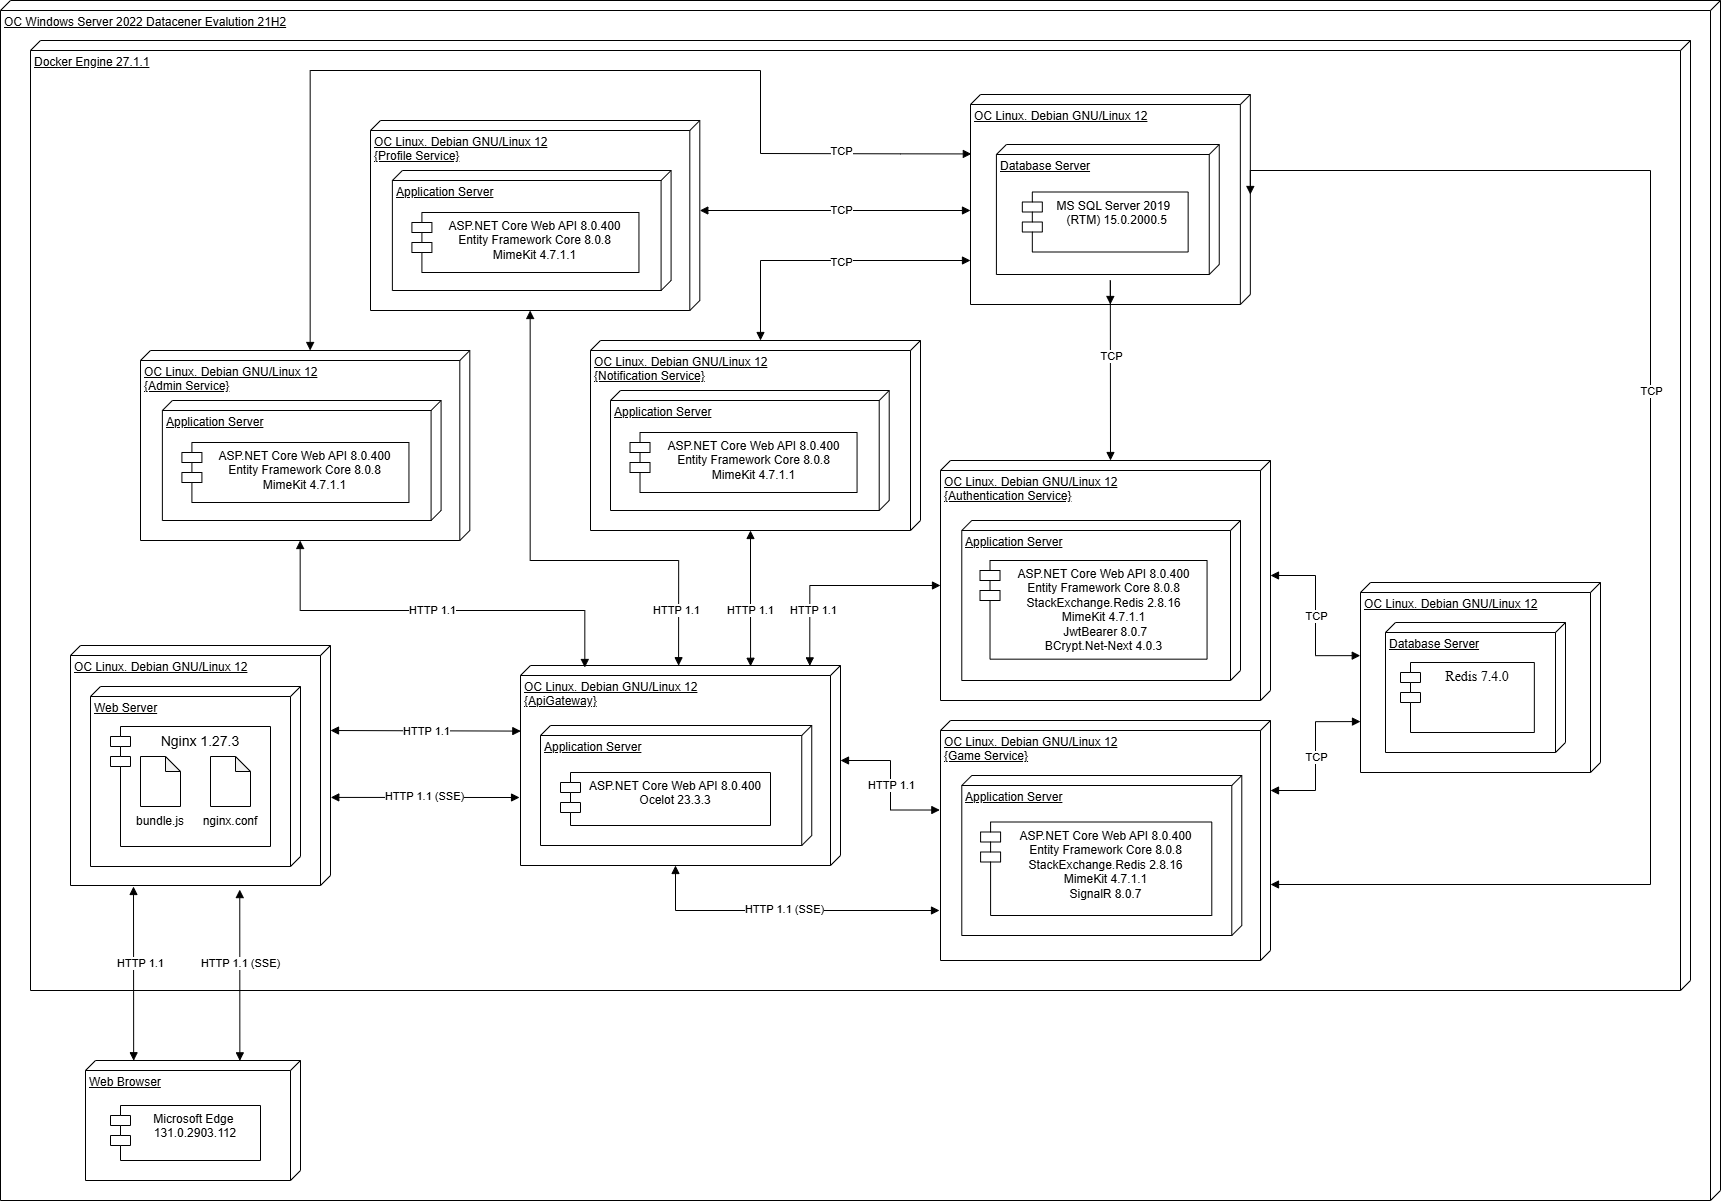 OC Windows Server 2022 Datacener Evalution 21H2
Docker Engine 27.1.1
OC Linux. Debian GNU/Linux 12
{Profile Service}
Application Server
ASP.NET Core Web API 8.0.400
Entity Framework Core 8.0.8
MimeKit 4.7.1.1
TCP
TCP
TCP
OC Linux. Debian GNU/Linux 12
Database Server
MS SQL Server 2019
(RTM) 15.0.2000.5
TCP
TCP
OC Linux. Debian GNU/Linux 12
{Admin Service}
Application Server
ASP.NET Core Web API 8.0.400
Entity Framework Core 8.0.8
MimeKit 4.7.1.1
OC Linux. Debian GNU/Linux 12
{Notification Service}
Application Server
ASP.NET Core Web API 8.0.400
Entity Framework Core 8.0.8
MimeKit 4.7.1.1
OC Linux. Debian GNU/Linux 12
{Authentication Service}
Application Server
ASP.NET Core Web API 8.0.400
Entity Framework Core 8.0.8
StackExchange.Redis 2.8.16
MimeKit 4.7.1.1
JwtBearer 8.0.7
BCrypt.Net-Next 4.0.3
HTTP 1.1
HTTP 1.1
HTTP 1.1
HTTP 1.1
TCP
OC Linux. Debian GNU/Linux 12
Database Server
Redis 7.4.0
TCP
OC Linux. Debian GNU/Linux 12
Web Server
Nginx 1.27.3
bundle.js
nginx.conf
HTTP 1.1
HTTP 1.1 (SSE)
OC Linux. Debian GNU/Linux 12
{ApiGateway}
Application Server
ASP.NET Core Web API 8.0.400
Ocelot 23.3.3
HTTP 1.1
HTTP 1.1 (SSE)
OC Linux. Debian GNU/Linux 12
{Game Service}
Application Server
ASP.NET Core Web API 8.0.400
Entity Framework Core 8.0.8
StackExchange.Redis 2.8.16
MimeKit 4.7.1.1
SignalR 8.0.7
HTTP 1.1
HTTP 1.1 (SSE)
Web Browser
Microsoft Edge
131.0.2903.112